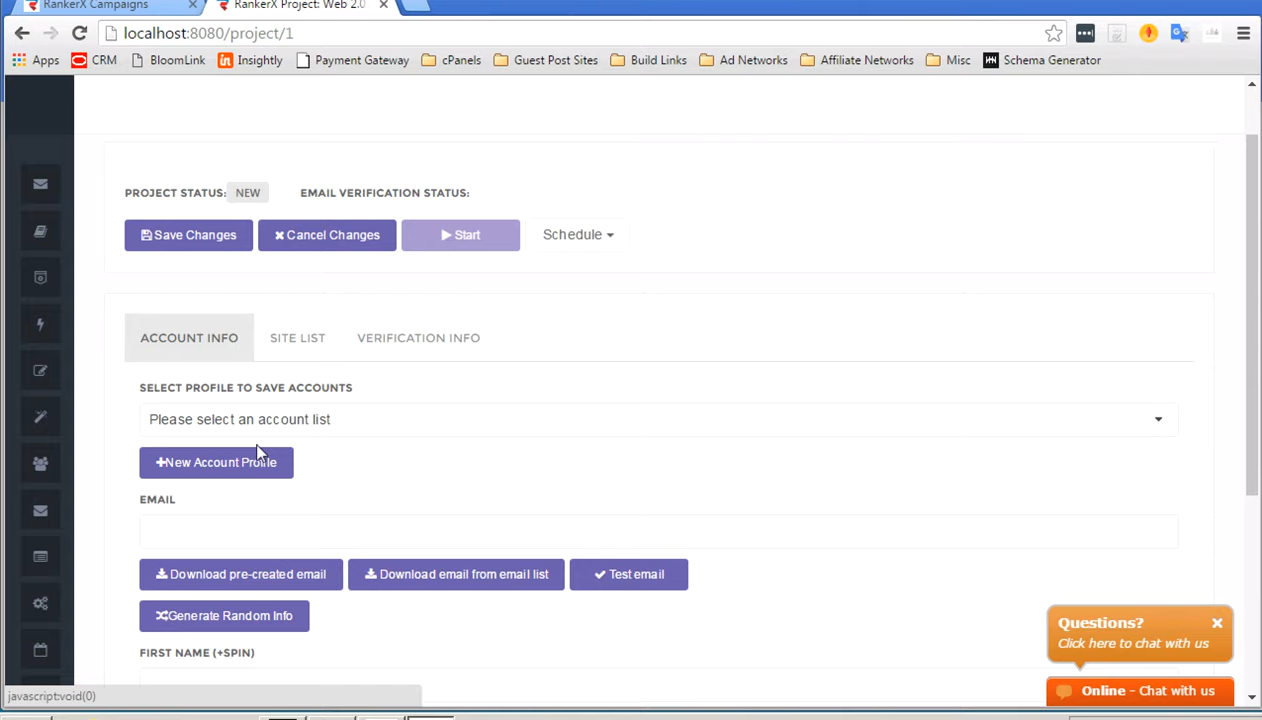 RankerX Campaigns
RankerX Project: Web 2.0
localhost:8080/project/1
Apps CRM BloomLink Insightly Payment Gateway cPanels Guest Post Sites Build Links Ad Networks Affiliate Networks Misc Schema Generator
PROJECT STATUS: NEW EMAIL VERIFICATION STATUS:
Save Changes Cancel Changes Start Schedule
ACCOUNT INFO SITE LIST VERIFICATION INFO
SELECT PROFILE TO SAVE ACCOUNTS
Please select an account list
+New Account Profile
EMAIL
Download pre-created email Download email from email list Test email
Generate Random Info
FIRST NAME (+SPIN)
Questions?
Click here to chat with us
Online - Chat with us
javascript:void(0)